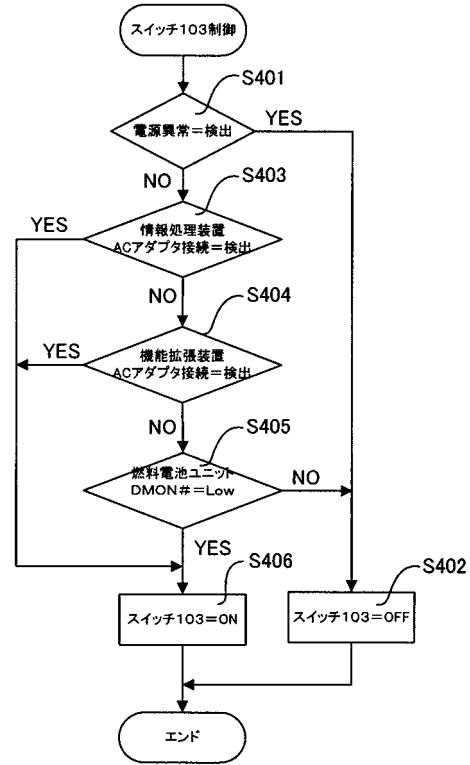 スイッチ103制御
S401
電源異常=検出
YES
NO
S403
情報処理装置
ACアダプタ接続=検出
YES
NO
S404
機能拡張装置
ACアダプタ接続=検出
YES
NO
S405
燃料電池ユニット
DMON#=Low
NO
YES
S406
スイッチ103=ON
S402
スイッチ103=OFF
エンド